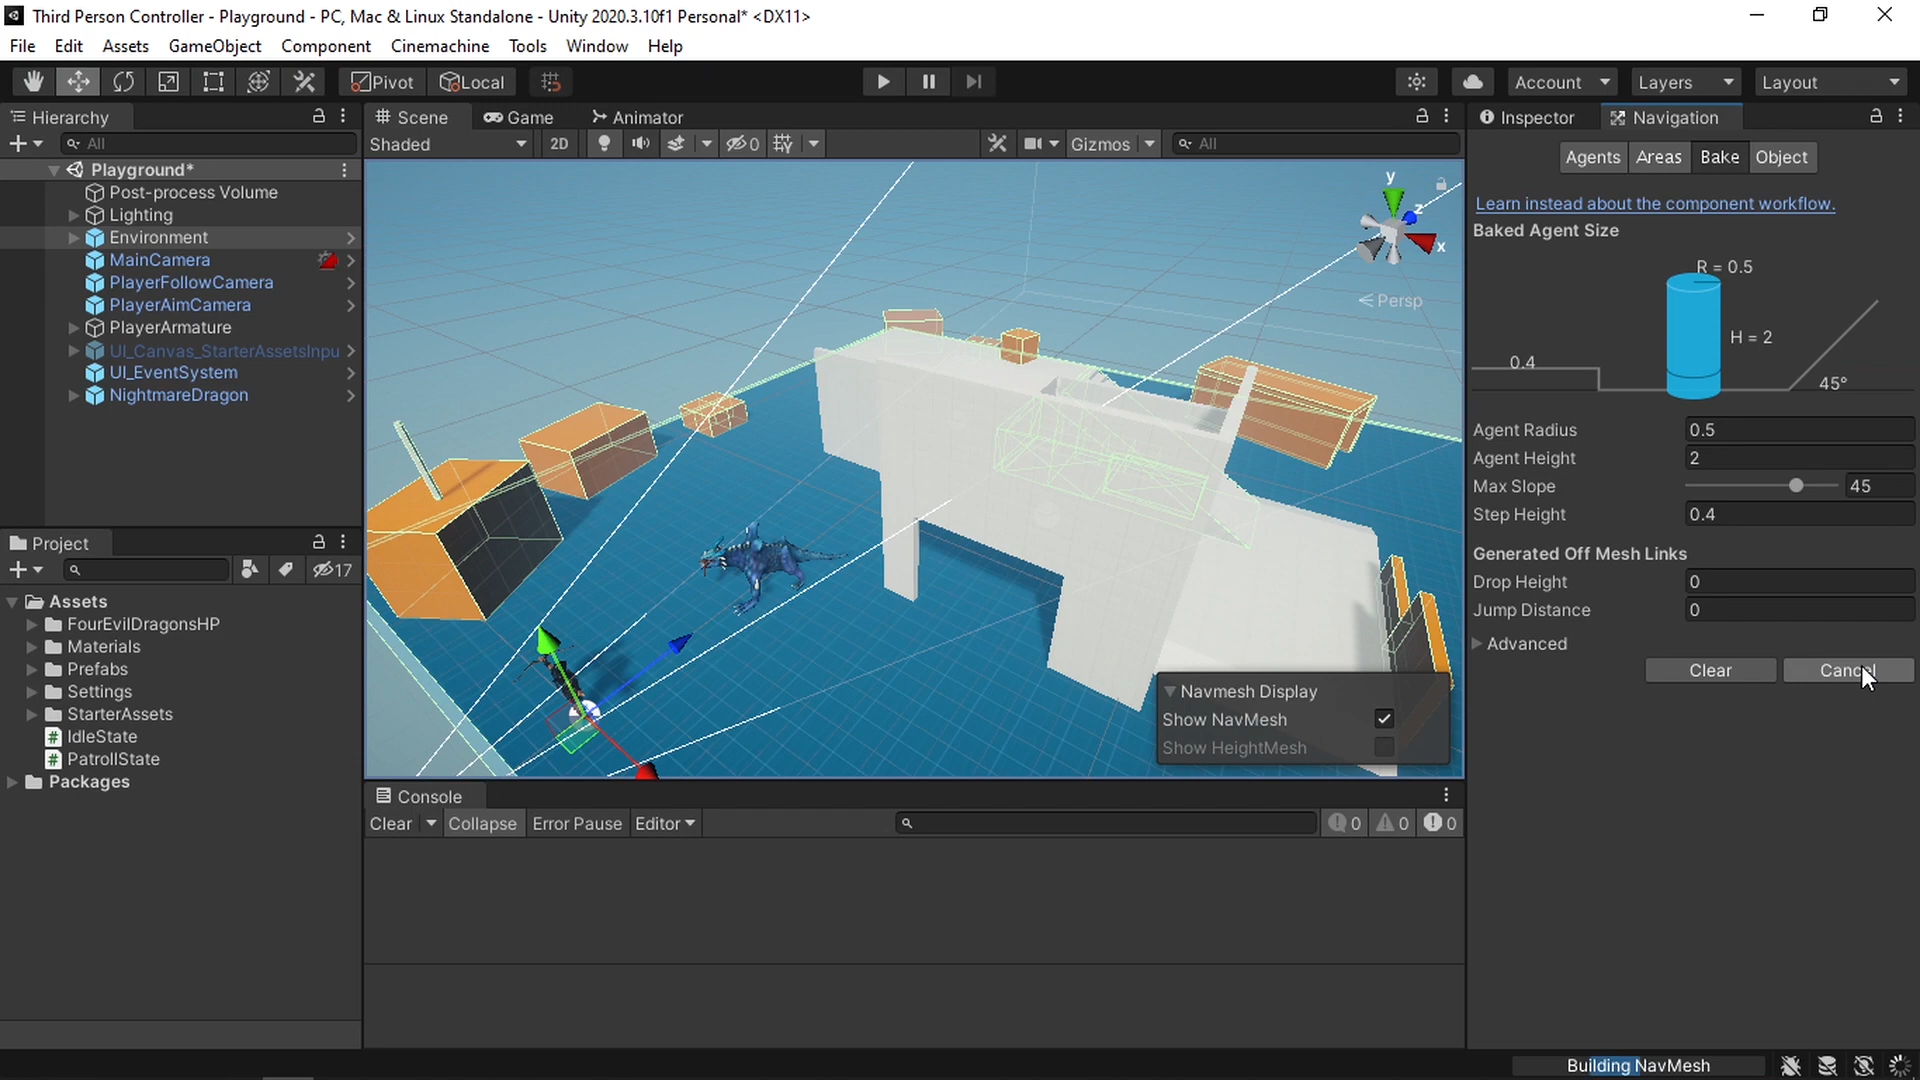 Third Person Controller - Playground - PC, Mac & Linux Standalone - Unity 2020.3.10f1 Personal* <DX11>
File Edit Assets GameObject Component Cinemachine Tools Window Help
Pivot Local Account Layers Layout
Hierarchy
All
Playground*
Post-process Volume
Lighting
Environment
MainCamera
PlayerFollowCamera
PlayerAimCamera
PlayerArmature
UI_Canvas_StarterAssetsInpu
UI_EventSystem
NightmareDragon
Project
17
Assets
FourEvilDragonsHP
Materials
Prefabs
Settings
StarterAssets
IdleState
PatrollState
Packages
Scene Game Animator
Shaded 2D 0 Gizmos All
y
z
x
Persp
Navmesh Display
Show NavMesh
Show HeightMesh
Console
Clear Collapse Error Pause Editor 0 0 0
Inspector Navigation
Agents Areas Bake Object
Learn instead about the component workflow.
Baked Agent Size
R = 0.5
H = 2
0.4
45°
Agent Radius 0.5
Agent Height 2
Max Slope 45
Step Height 0.4
Generated Off Mesh Links
Drop Height 0
Jump Distance 0
Advanced
Clear Cancel
Building NavMesh